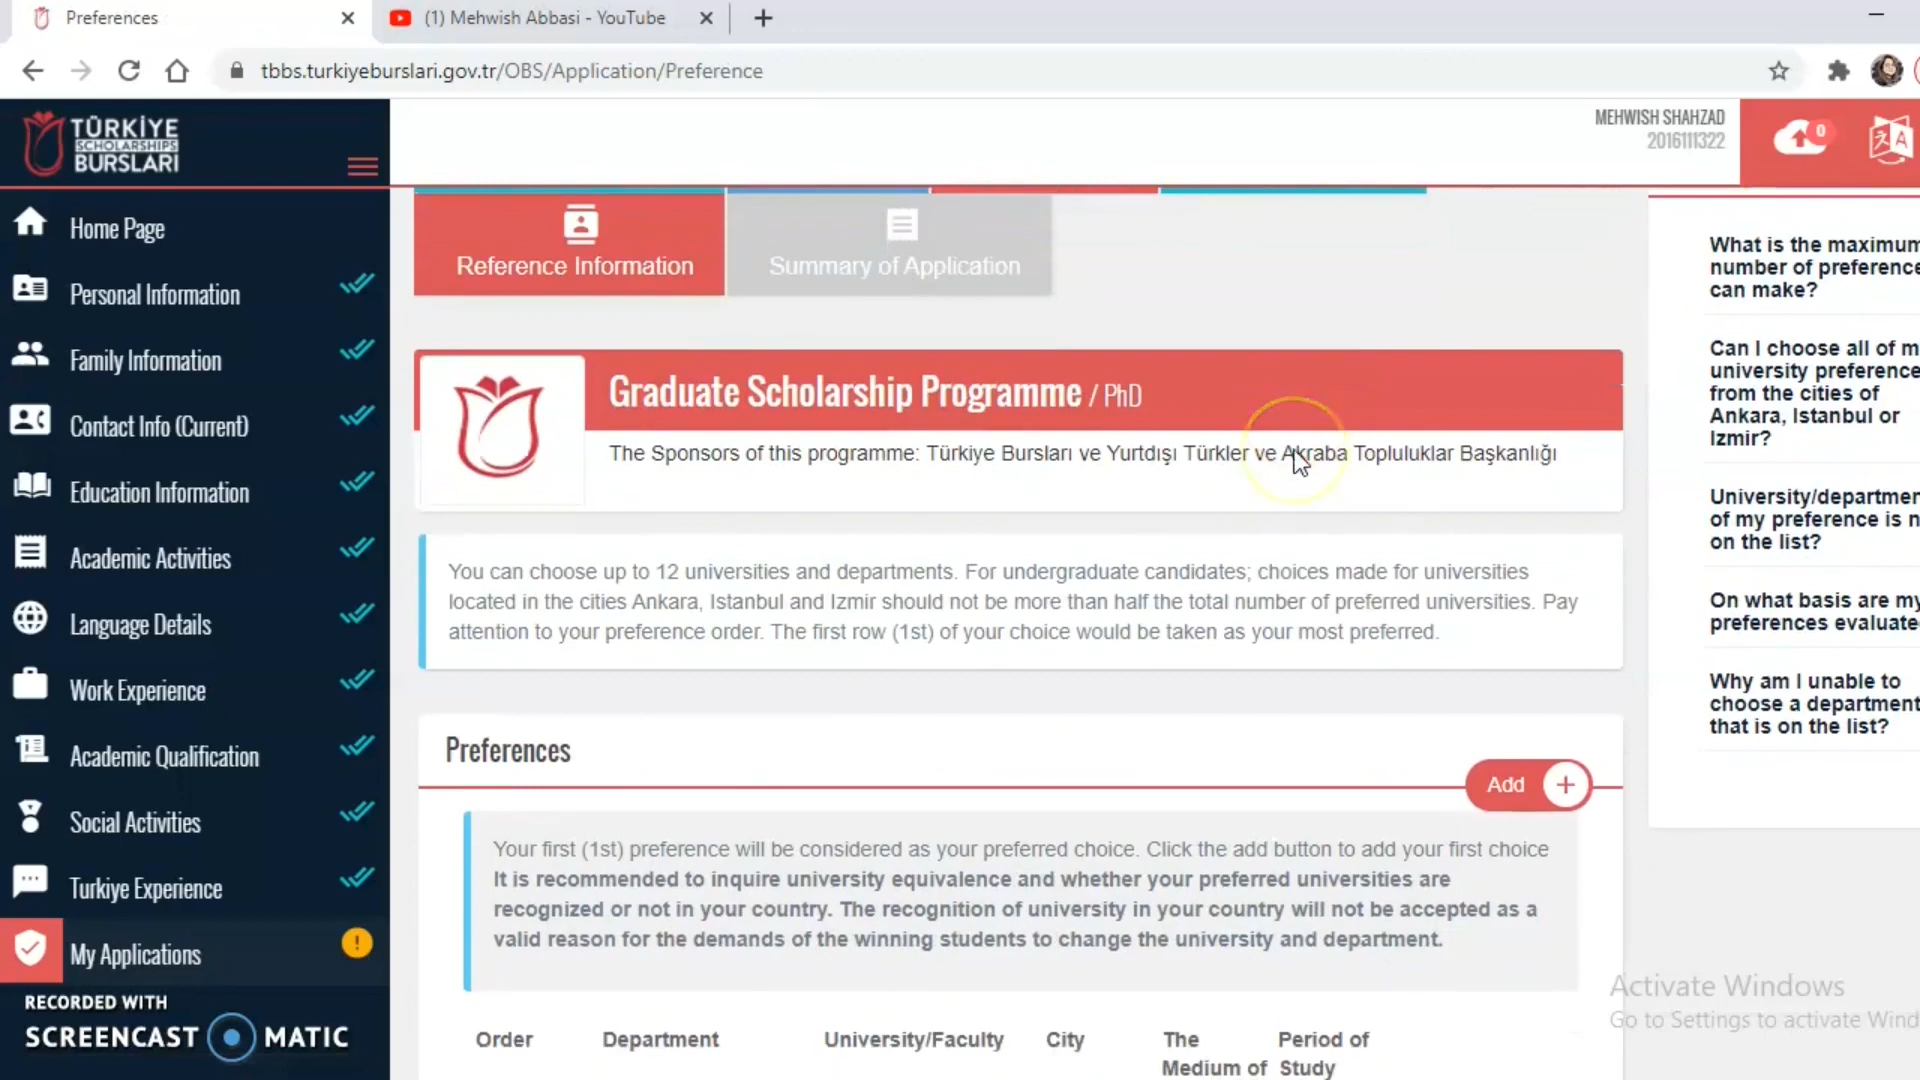 Preferences
(1) Mehwish Abbasi - YouTube
tbbs.turkiyeburslari.gov.tr/OBS/Application/Preference
TÜRKİYE
SCHOLARSHIPS
BURSLARI
MEHWISH SHAHZAD
2016111322
0
Home Page
Personal Information
Family Information
Contact Info (Current)
Education Information
Academic Activities
Language Details
Work Experience
Academic Qualification
Social Activities
Turkiye Experience
My Applications
RECORDED WITH
SCREENCAST MATIC
Reference Information
Summary of Application
Graduate Scholarship Programme / PhD
The Sponsors of this programme: Türkiye Bursları ve Yurtdışı Türkler ve Akraba Topluluklar Başkanlığı
You can choose up to 12 universities and departments. For undergraduate candidates; choices made for universities
located in the cities Ankara, Istanbul and Izmir should not be more than half the total number of preferred universities. Pay
attention to your preference order. The first row (1st) of your choice would be taken as your most preferred.
Preferences
Add +
Your first (1st) preference will be considered as your preferred choice. Click the add button to add your first choice
It is recommended to inquire university equivalence and whether your preferred universities are
recognized or not in your country. The recognition of university in your country will not be accepted as a
valid reason for the demands of the winning students to change the university and department.
Order Department University/Faculty City The Period of
Medium of Study
What is the maximum
number of preference
can make?
Can I choose all of m
university preference
from the cities of
Ankara, Istanbul or
Izmir?
University/departmen
of my preference is n
on the list?
On what basis are my
preferences evaluate
Why am I unable to
choose a department
that is on the list?
Activate Windows
Go to Settings to activate Wind